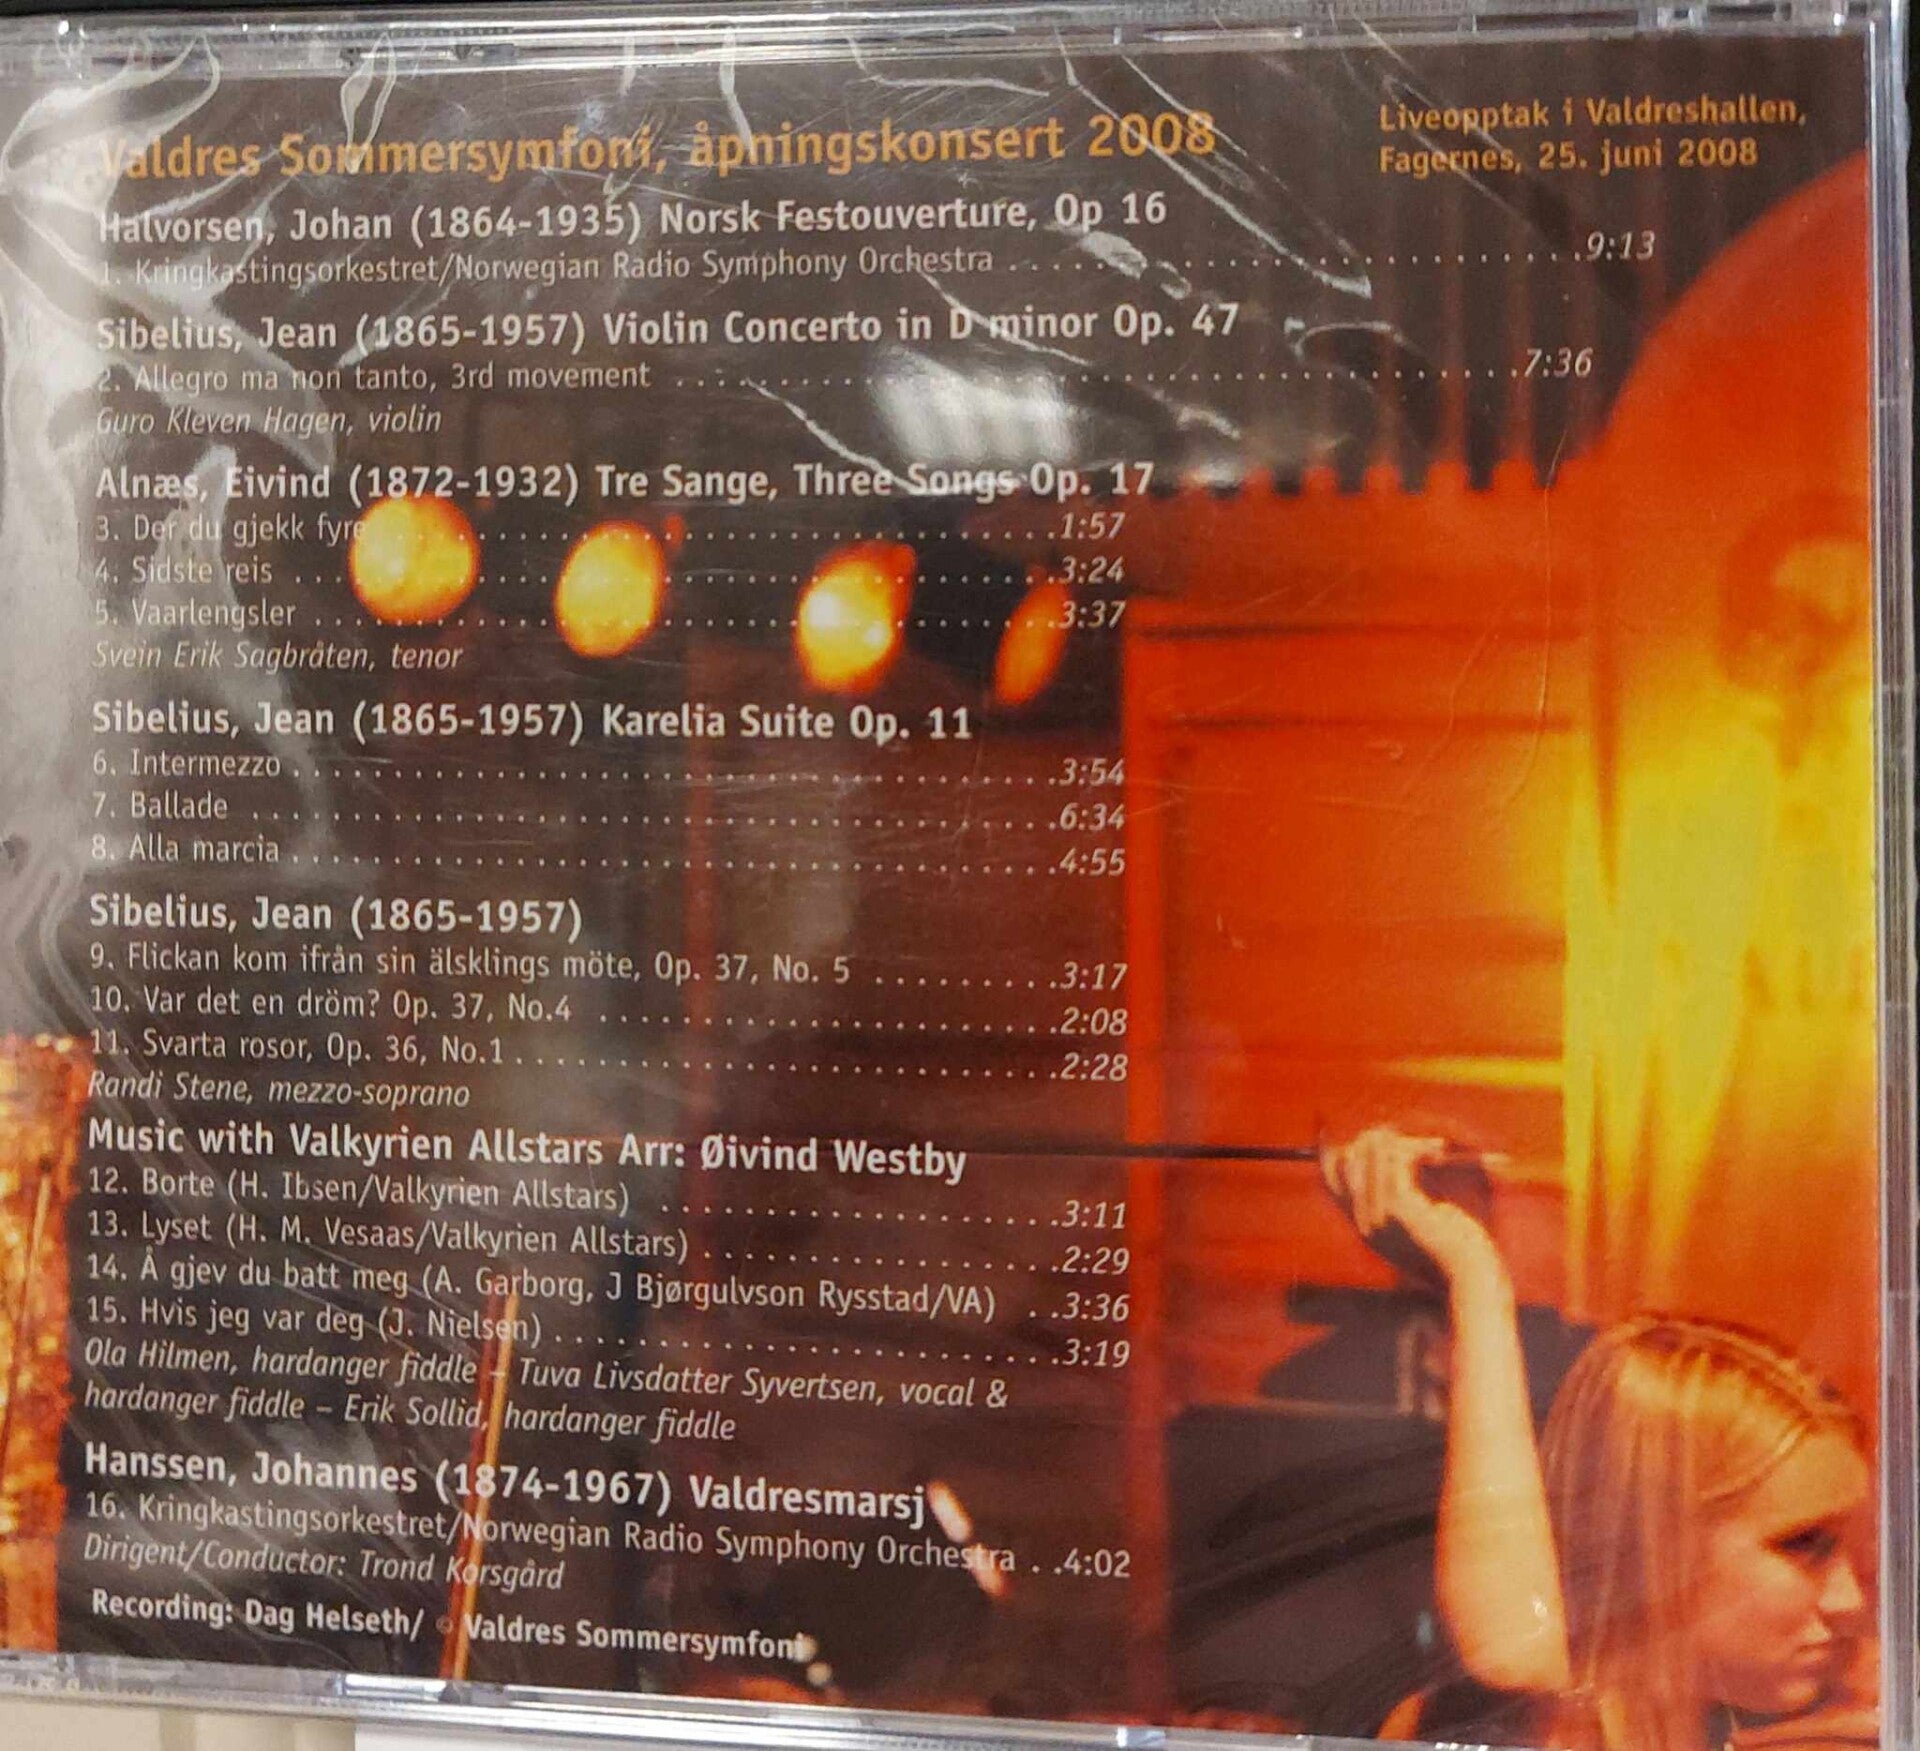 Valdres Sommersymfoni, åpningskonsert 2008
Liveopptak i Valdreshallen,
Fagernes, 25. juni 2008
Halvorsen, Johan (1864-1935) Norsk Festouverture, Op 16
1. Kringkastingsorkestret/Norwegian Radio Symphony Orchestra . . . . . . . . . . . . . . . . . . . . 9:13
Sibelius, Jean (1865-1957) Violin Concerto in D minor Op. 47
2. Allegro ma non tanto, 3rd movement . . . . . . . . . . . . . . . . . . . . 7:36
Guro Kleven Hagen, violin
Alnæs, Eivind (1872-1932) Tre Sange, Three Songs Op. 17
3. Der du gjekk fyre . . . . . . . . . . . . . . . . . . . . 1:57
4. Sidste reis . . . . . . . . . . . . . . . . . . . . 3:24
5. Vaarlengsler . . . . . . . . . . . . . . . . . . . . 3:37
Svein Erik Sagbråten, tenor
Sibelius, Jean (1865-1957) Karelia Suite Op. 11
6. Intermezzo . . . . . . . . . . . . . . . . . . . . 3:54
7. Ballade . . . . . . . . . . . . . . . . . . . . 6:34
8. Alla marcia . . . . . . . . . . . . . . . . . . . . 4:55
Sibelius, Jean (1865-1957)
9. Flickan kom ifrån sin älsklings möte, Op. 37, No. 5 . . . . . . . . . 3:17
10. Var det en dröm? Op. 37, No.4 . . . . . . . . . . . . . . . . . . . . 2:08
11. Svarta rosor, Op. 36, No.1 . . . . . . . . . . . . . . . . . . . . 2:28
Randi Stene, mezzo-soprano
Music with Valkyrien Allstars Arr: Øivind Westby
12. Borte (H. Ibsen/Valkyrien Allstars) . . . . . . . . . . . . . . . . . . . . 3:11
13. Lyset (H. M. Vesaas/Valkyrien Allstars) . . . . . . . . . . . . . . . . . . 2:29
14. Å gjev du batt meg (A. Garborg, J Bjørgulvson Rysstad/VA) . . .3:36
15. Hvis jeg var deg (J. Nielsen) . . . . . . . . . . . . . . . . . . . . 3:19
Ola Hilmen, hardanger fiddle – Tuva Livsdatter Syvertsen, vocal &
hardanger fiddle – Erik Sollid, hardanger fiddle
Hanssen, Johannes (1874-1967) Valdresmarsj
16. Kringkastingsorkestret/Norwegian Radio Symphony Orchestra . . .4:02
Dirigent/Conductor: Trond Korsgård
Recording: Dag Helseth/ © Valdres Sommersymfoni